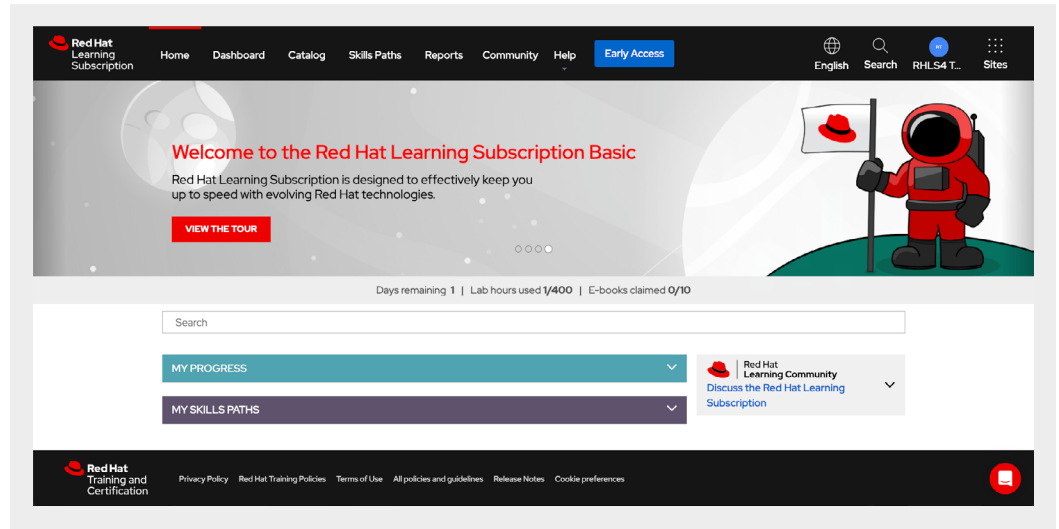 Red Hat
Learning
Subscription
Home Dashboard Catalog Skills Paths Reports Community Help Early Access
English Search RHLS4 T... Sites
RT
Welcome to the Red Hat Learning Subscription Basic
Red Hat Learning Subscription is designed to effectively keep you
up to speed with evolving Red Hat technologies.
VIEW THE TOUR
Days remaining 1 | Lab hours used 1/400 | E-books claimed 0/10
Search
MY PROGRESS
MY SKILLS PATHS
Red Hat
Learning Community
Discuss the Red Hat Learning
Subscription
Red Hat
Training and
Certification
Privacy Policy Red Hat Training Policies Terms of Use All policies and guidelines Release Notes Cookie preferences